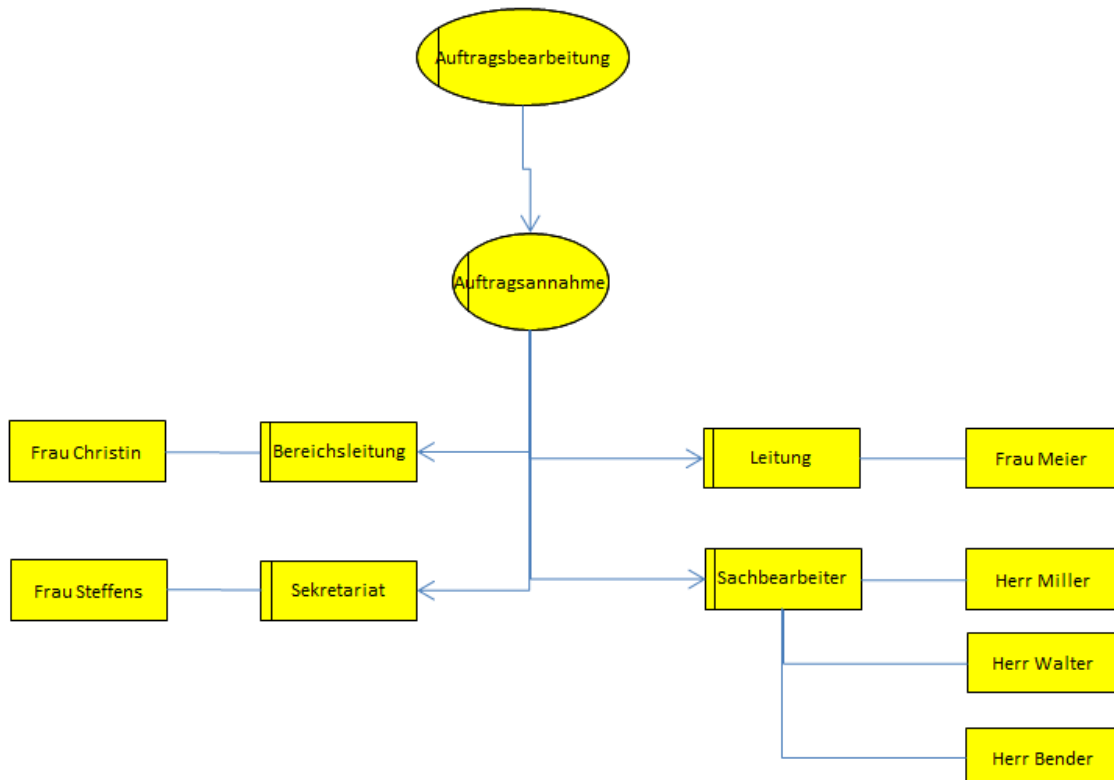 Auftragsbearbeitung
Auftragsannahme
Frau Christin
Bereichsleitung
Leitung
Frau Meier
Frau Steffens
Sekretariat
Sachbearbeiter
Herr Miller
Herr Walter
Herr Bender